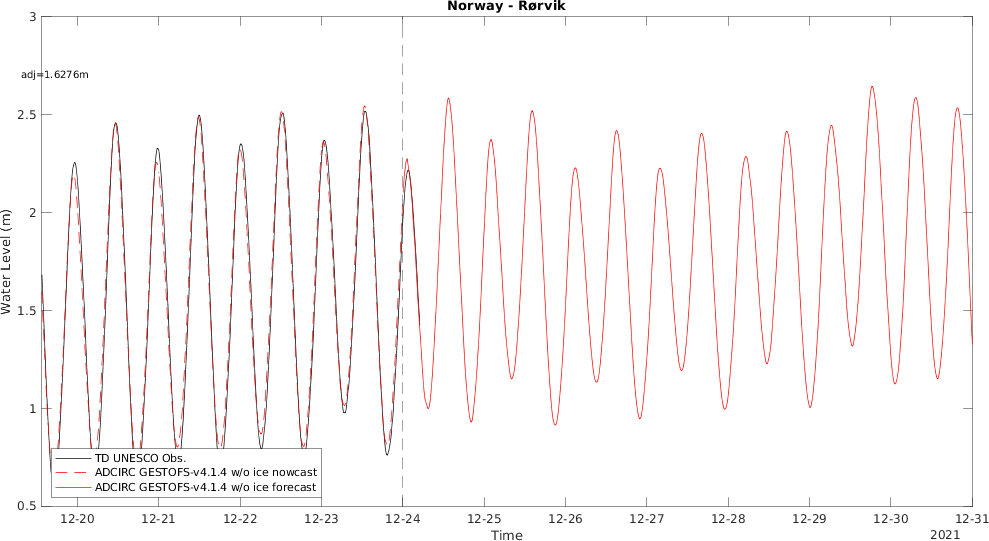 Norway - Rørvik
adj=1.6276m
Water Level (m)
3
2.5
2
1.5
1
0.5
TD UNESCO Obs.
ADCIRC GESTOFS-v4.1.4 w/o ice nowcast
ADCIRC GESTOFS-v4.1.4 w/o ice forecast
12-20 12-21 12-22 12-23 12-24 12-25 12-26 12-27 12-28 12-29 12-30 12-31
Time
2021